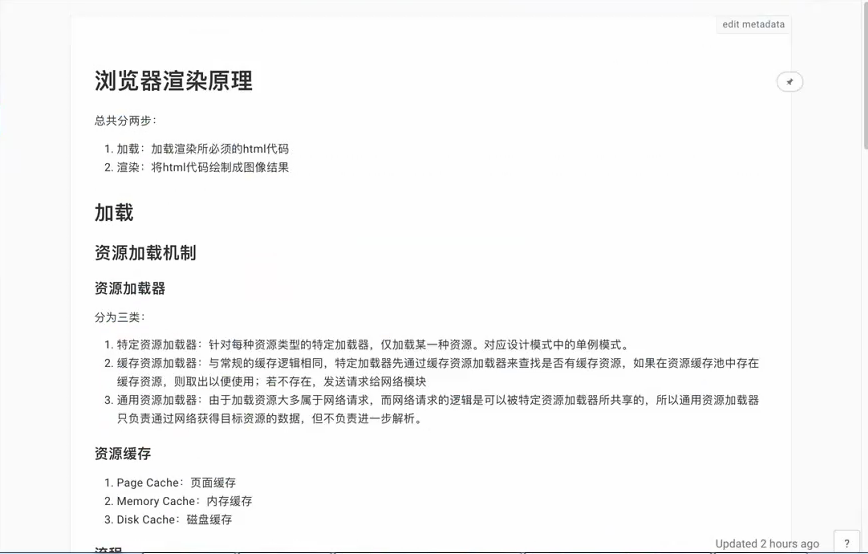 edit metadata
浏览器渲染原理
总共分两步：
1. 加载：加载渲染所必须的html代码
2. 渲染：将html代码绘制成图像结果
加载
资源加载机制
资源加载器
分为三类：
1. 特定资源加载器：针对每种资源类型的特定加载器，仅加载某一种资源。对应设计模式中的单例模式。
2. 缓存资源加载器：与常规的缓存逻辑相同，特定加载器先通过缓存资源加载器来查找是否有缓存资源，如果在资源缓存池中存在
缓存资源，则取出以便使用；若不存在，发送请求给网络模块
3. 通用资源加载器：由于加载资源大多属于网络请求，而网络请求的逻辑是可以被特定资源加载器所共享的，所以通用资源加载器
只负责通过网络获得目标资源的数据，但不负责进一步解析。
资源缓存
1. Page Cache：页面缓存
2. Memory Cache：内存缓存
3. Disk Cache：磁盘缓存
流程
Updated 2 hours ago
?